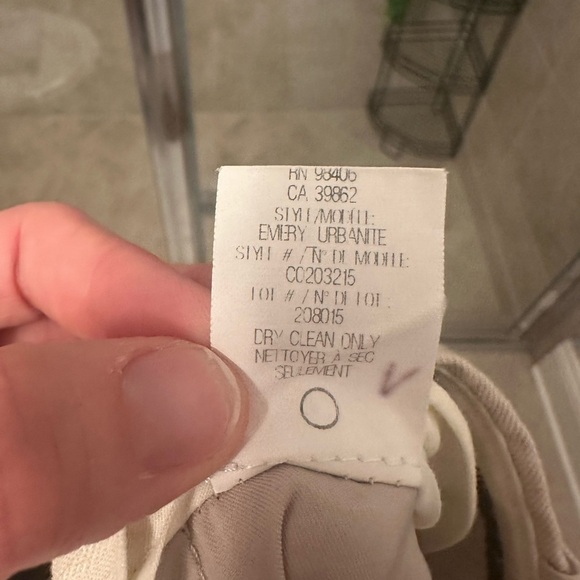 RN 98406
CA 39862
STYLE/MODELE:
EMERY URBANITE
STYLE # / N° DE MODELE:
CO203215
LOT # / N° DE LOT:
208015
DRY CLEAN ONLY
NETTOYER À SEC
SEULEMENT